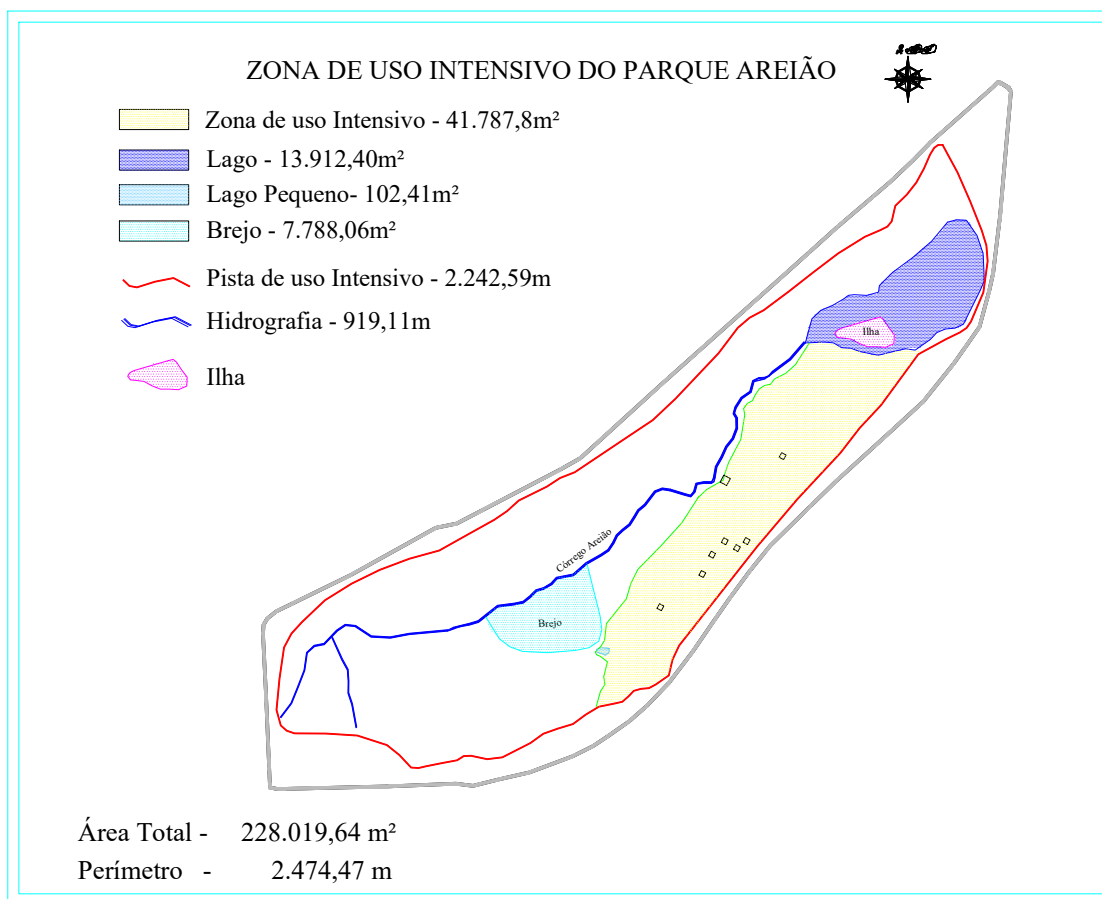 ZONA DE USO INTENSIVO DO PARQUE AREIÃO
Zona de uso Intensivo - 41.787,8m²
Lago - 13.912,40m²
Lago Pequeno- 102,41m²
Brejo - 7.788,06m²
Pista de uso Intensivo - 2.242,59m
Hidrografia - 919,11m
Ilha
Ilha
Córrego Areião
Brejo
Área Total - 228.019,64 m²
Perímetro - 2.474,47 m